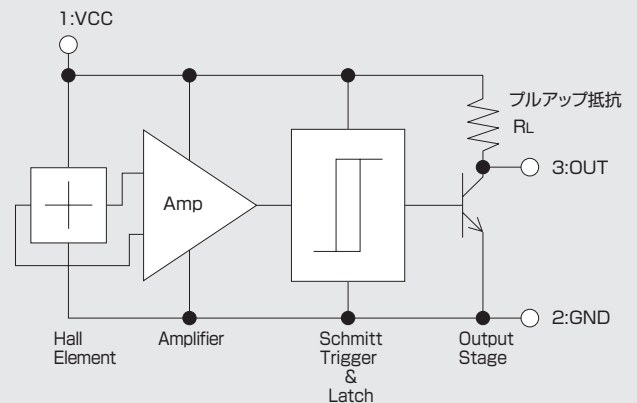 1:VCC
プルアップ抵抗
RL
3:OUT
Amp
2:GND
Hall
Element
Amplifier
Schmitt
Trigger
&
Latch
Output
Stage